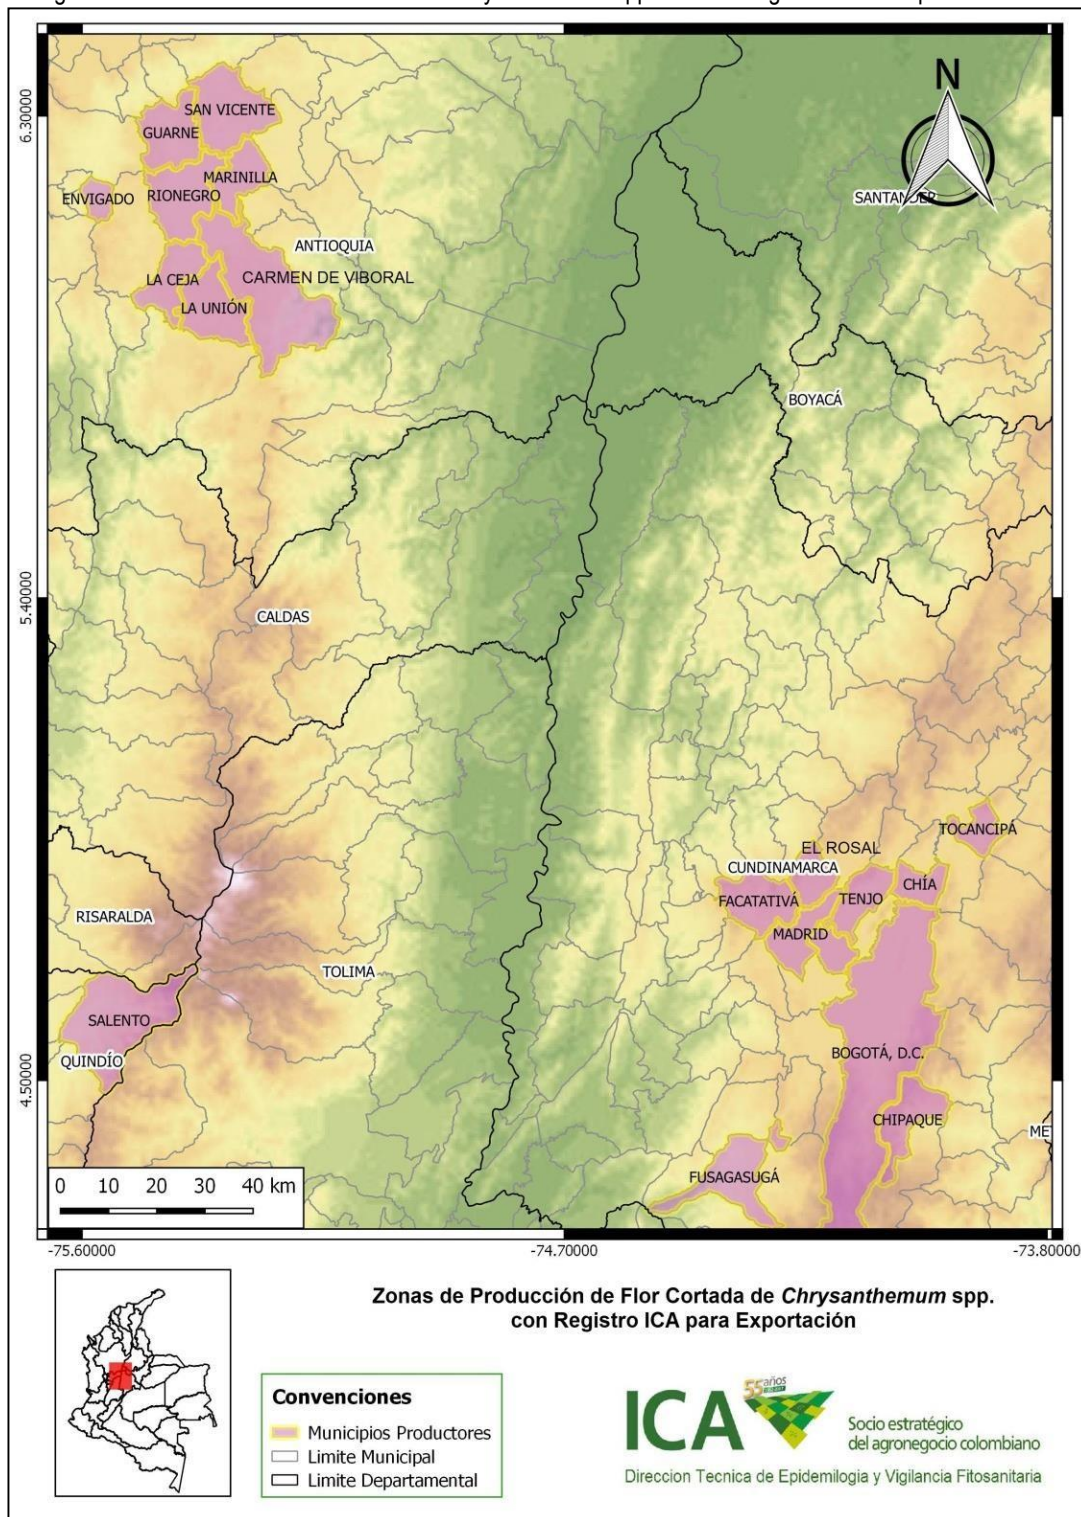 N
6.30000
SAN VICENTE
GUARNE
MARINILLA
ENVIGADO
RIONEGRO
SANTANDER
ANTIOQUIA
LA CEJA
CARMEN DE VIBORAL
LA UNIÓN
BOYACÁ
5.40000
CALDAS
TOCANCIPÁ
EL ROSAL
CUNDINAMARCA
CHÍA
FACATATIVÁ
TENJO
RISARALDA
MADRID
TOLIMA
SALENTO
BOGOTÁ, D.C.
QUINDÍO
4.50000
CHIPAQUE
MET
FUSAGASUGÁ
0 10 20 30 40 km
-75.60000
-74.70000
-73.80000
Zonas de Producción de Flor Cortada de Chrysanthemum spp.
con Registro ICA para Exportación
Convenciones
Municipios Productores
Limite Municipal
Limite Departamental
ICA
55 años
Socio estratégico
del agronegocio colombiano
Direccion Tecnica de Epidemilogia y Vigilancia Fitosanitaria